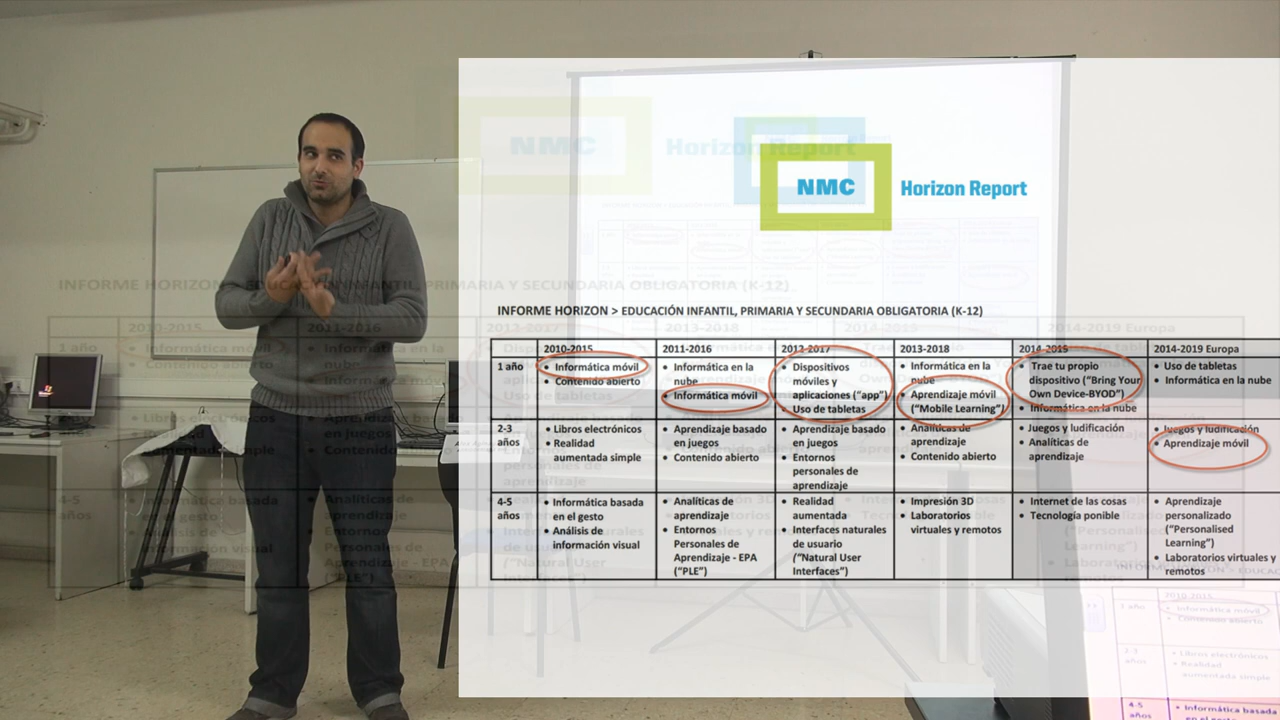 NMC
Horizon Report
INFORME HORIZON > EDUCACIÓN INFANTIL, PRIMARIA Y SECUNDARIA OBLIGATORIA (K-12)
2010-2015
2011-2016
2012-2017
2013-2018
2014-2015
2014-2019 Europa
1 año
• Informática móvil
• Contenido abierto
• Informática en la
nube
• Informática móvil
• Dispositivos
móviles y
aplicaciones ("app")
• Uso de tabletas
• Informática en la
nube
• Aprendizaje móvil
("Mobile Learning")
• Trae tu propio
dispositivo ("Bring Your
Own Device-BYOD")
• Informática en la nube
• Uso de tabletas
• Informática en la nube
2-3
años
• Libros electrónicos
• Realidad
aumentada simple
• Aprendizaje basado
en juegos
• Contenido abierto
• Aprendizaje basado
en juegos
• Entornos
personales de
aprendizaje
• Analíticas de
aprendizaje
• Contenido abierto
• Juegos y ludificación
• Analíticas de
aprendizaje
• Juegos y ludificación
• Aprendizaje móvil
4-5
años
• Informática basada
en el gesto
• Análisis de
información visual
• Analíticas de
aprendizaje
• Entornos
Personales de
Aprendizaje - EPA
("PLE")
• Realidad
aumentada
• Interfaces naturales
de usuario
("Natural User
Interfaces")
• Impresión 3D
• Laboratorios
virtuales y remotos
• Internet de las cosas
• Tecnología ponible
• Aprendizaje
personalizado
("Personalised
Learning")
• Laboratorios virtuales y
remotos